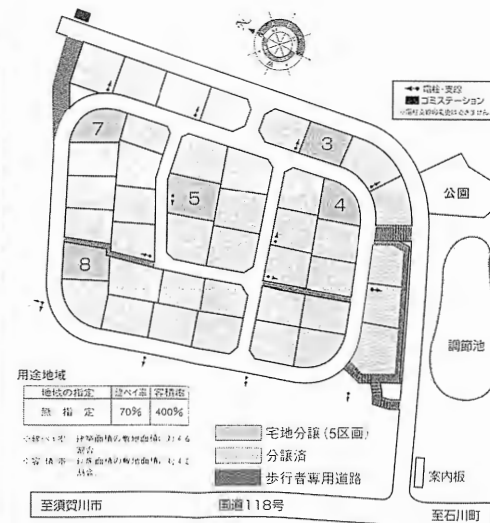 電柱・支線
ゴミステーション
7
3
5
4
8
公園
調節池
用途地域
地域の指定 建ペイ率 容積率
無指定 70% 400%
宅地分譲(5区画)
分譲済
歩行者専用道路
案内板
至須賀川市 国道118号 至石川町